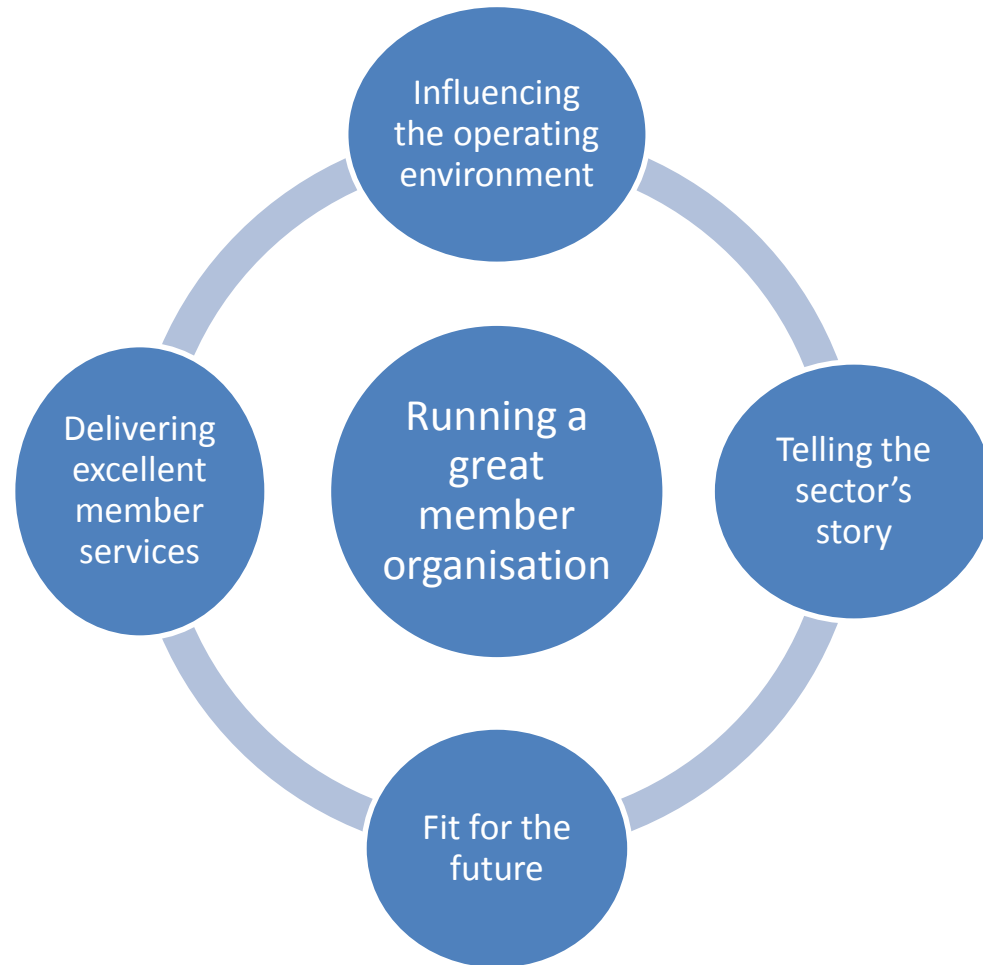 Influencing
the operating
environment
Telling the
sector’s
story
Fit for the
future
Delivering
excellent
member
services
Running a
great
member
organisation